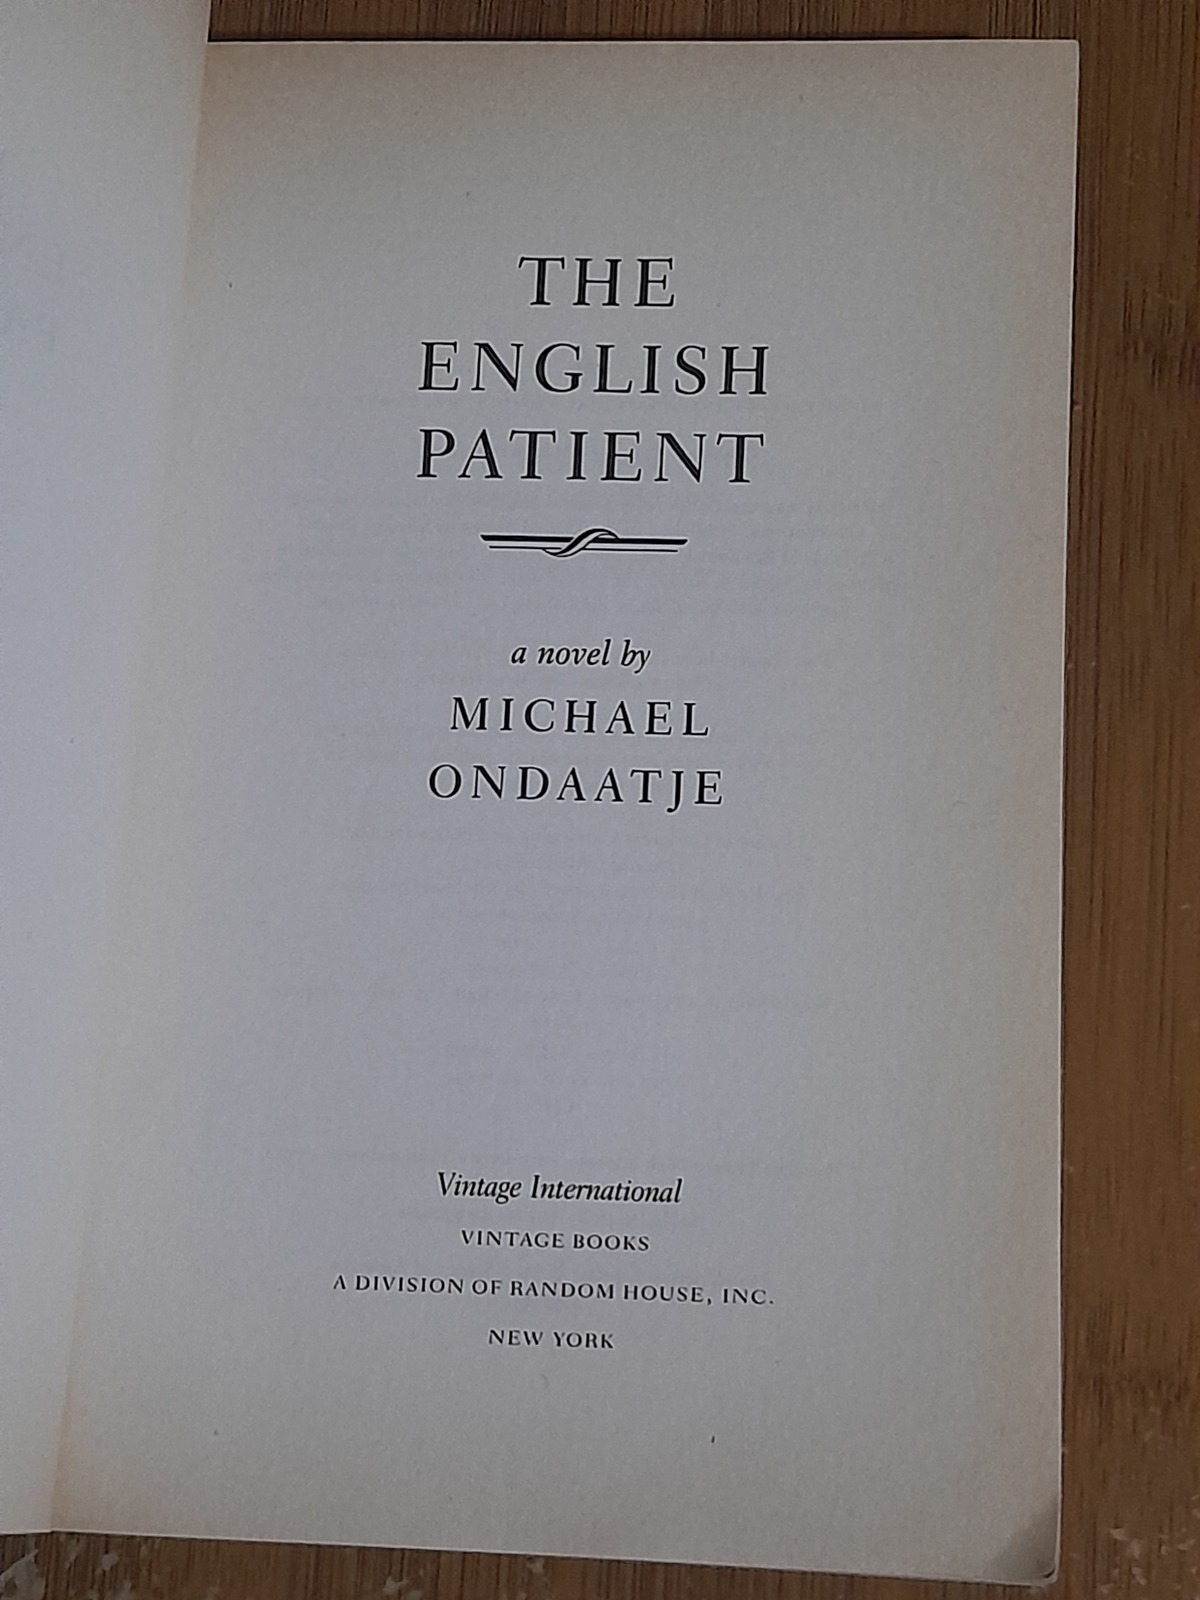 THE
ENGLISH
PATIENT
a novel by
MICHAEL
ONDAATJE
Vintage International
VINTAGE BOOKS
A DIVISION OF RANDOM HOUSE, INC.
NEW YORK